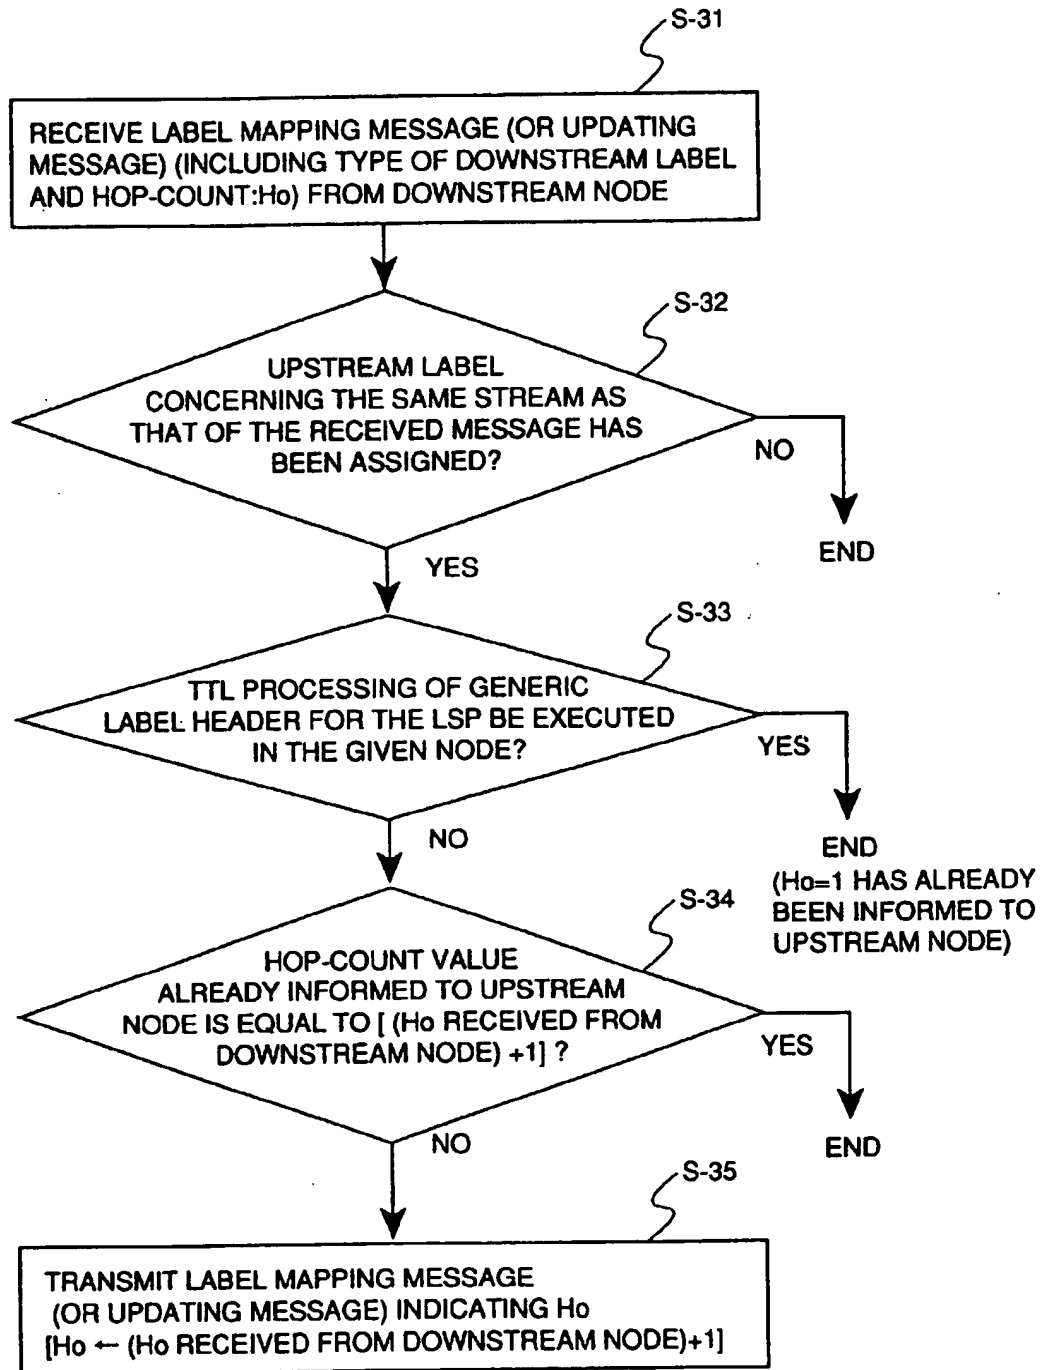 S-31
RECEIVE LABEL MAPPING MESSAGE (OR UPDATING
MESSAGE) (INCLUDING TYPE OF DOWNSTREAM LABEL
AND HOP-COUNT:Ho) FROM DOWNSTREAM NODE
S-32
UPSTREAM LABEL
CONCERNING THE SAME STREAM AS
THAT OF THE RECEIVED MESSAGE HAS
BEEN ASSIGNED?
NO
END
YES
S-33
TTL PROCESSING OF GENERIC
LABEL HEADER FOR THE LSP BE EXECUTED
IN THE GIVEN NODE?
YES
END
(Ho=1 HAS ALREADY
BEEN INFORMED TO
UPSTREAM NODE)
NO
S-34
HOP-COUNT VALUE
ALREADY INFORMED TO UPSTREAM
NODE IS EQUAL TO [ (Ho RECEIVED FROM
DOWNSTREAM NODE) +1] ?
YES
END
NO
S-35
TRANSMIT LABEL MAPPING MESSAGE
(OR UPDATING MESSAGE) INDICATING Ho
[Ho ← (Ho RECEIVED FROM DOWNSTREAM NODE)+1]